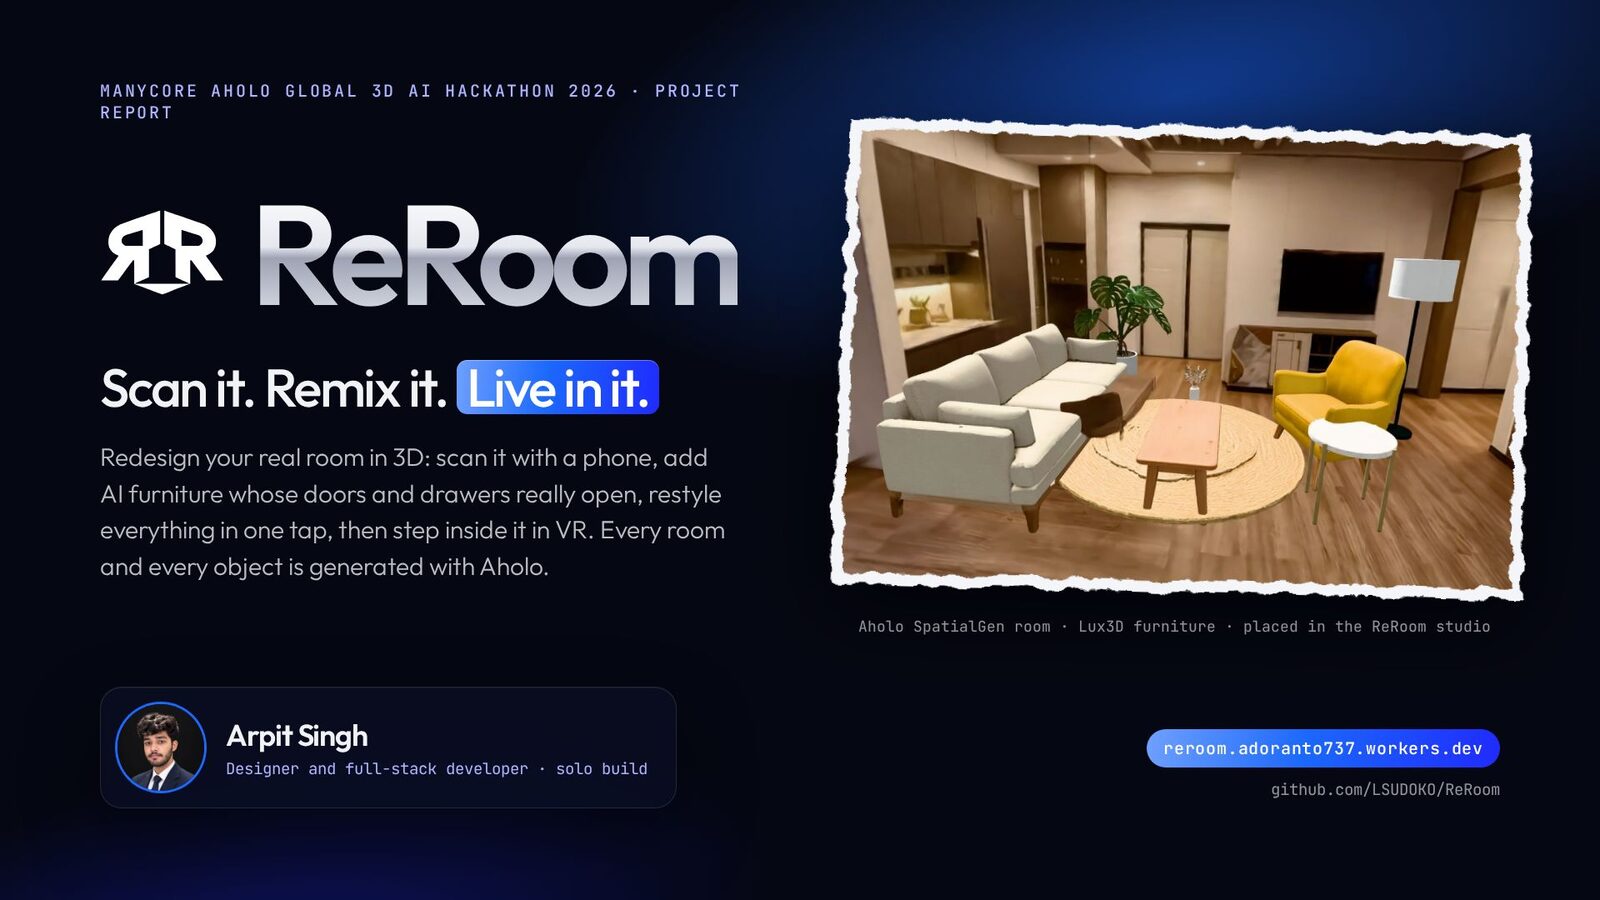 MANYCORE AHOLO GLOBAL 3D AI HACKATHON 2026 · PROJECT
REPORT
RR ReRoom
Scan it. Remix it. Live in it.
Redesign your real room in 3D: scan it with a phone, add
AI furniture whose doors and drawers really open, restyle
everything in one tap, then step inside it in VR. Every room
and every object is generated with Aholo.
Aholo SpatialGen room · Lux3D furniture · placed in the ReRoom studio
Arpit Singh
Designer and full-stack developer · solo build
reroom.adoranto737.workers.dev
github.com/LSUDOKO/ReRoom